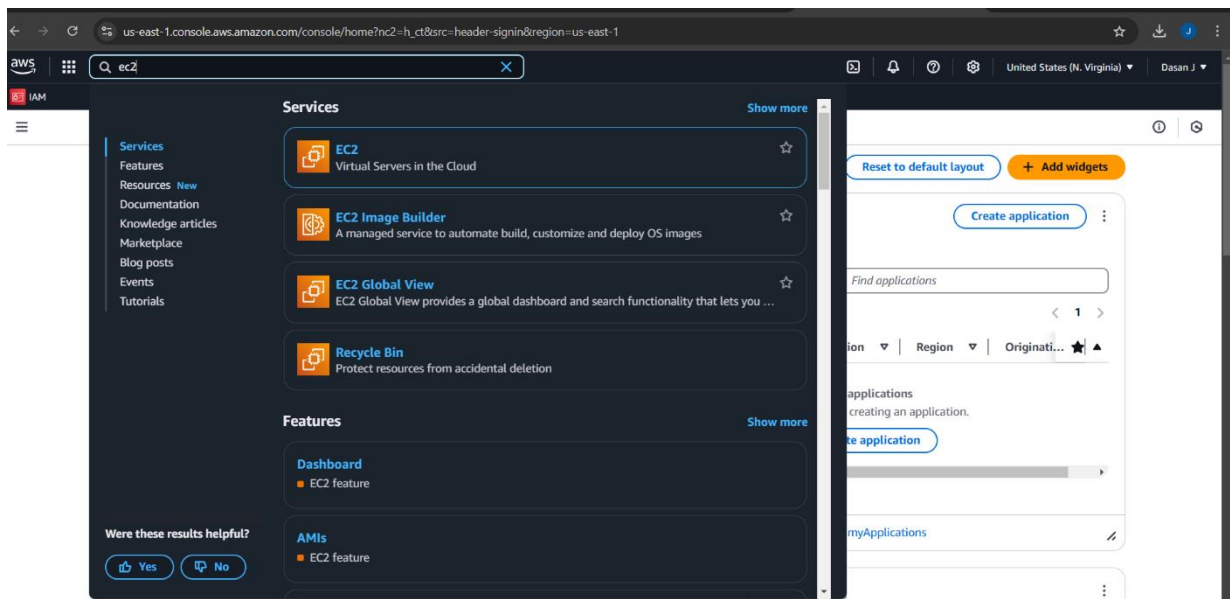 us-east-1.console.aws.amazon.com/console/home?nc2=h_ct&src=header-signin&region=us-east-1
J
aws
ec2
United States (N. Virginia)
Dasan J
IAM
Services
Features
Resources New
Documentation
Knowledge articles
Marketplace
Blog posts
Events
Tutorials
Were these results helpful?
Yes
No
Services
Show more
EC2
Virtual Servers in the Cloud
EC2 Image Builder
A managed service to automate build, customize and deploy OS images
EC2 Global View
EC2 Global View provides a global dashboard and search functionality that lets you ...
Recycle Bin
Protect resources from accidental deletion
Features
Show more
Dashboard
EC2 feature
AMIs
EC2 feature
Reset to default layout
+ Add widgets
Create application
Find applications
1
ion
Region
Originati...
applications
creating an application.
te application
myApplications